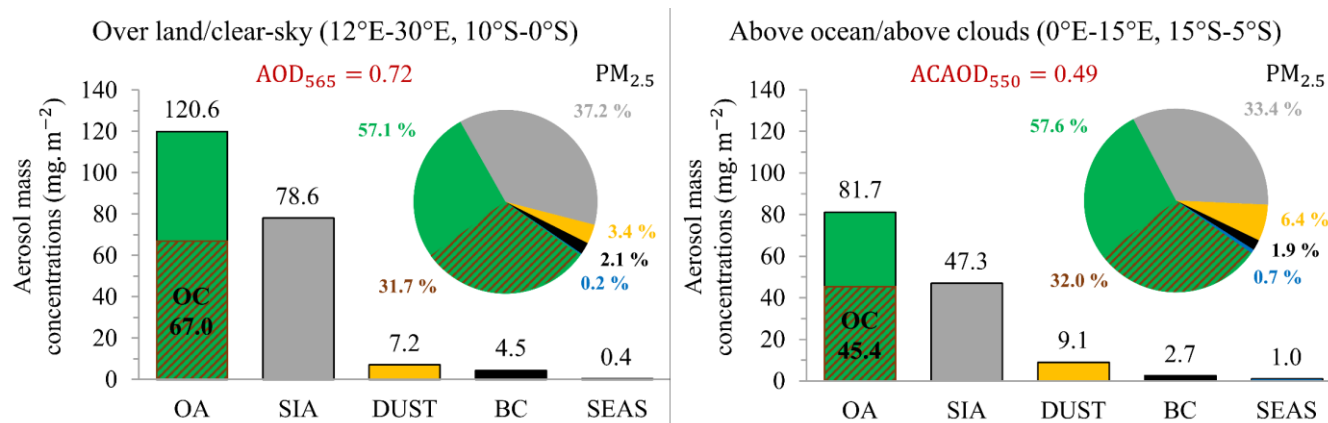 Over land/clear-sky (12°E-30°E, 10°S-0°S)
AOD₅₆₅ = 0.72
PM₂.₅
Aerosol mass
concentrations (mg. m⁻²)
140
120
100
80
60
40
20
0
120.6
78.6
7.2
4.5
0.4
OC
67.0
OA
SIA
DUST
BC
SEAS
57.1 %
37.2 %
3.4 %
2.1 %
0.2 %
31.7 %
Above ocean/above clouds (0°E-15°E, 15°S-5°S)
ACAOD₅₅₀ = 0.49
PM₂.₅
Aerosol mass
concentrations (mg. m⁻²)
140
120
100
80
60
40
20
0
81.7
47.3
9.1
2.7
1.0
OC
45.4
OA
SIA
DUST
BC
SEAS
57.6 %
33.4 %
6.4 %
1.9 %
0.7 %
32.0 %